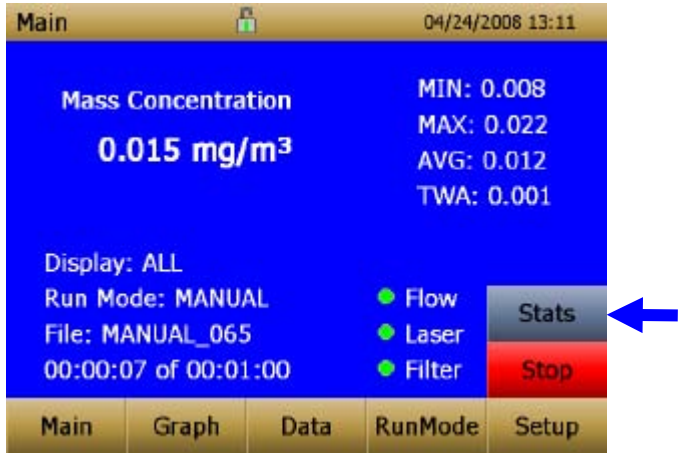 Main 04/24/2008 13:11
Mass Concentration
0.015 mg/m³
MIN: 0.008
MAX: 0.022
AVG: 0.012
TWA: 0.001
Display: ALL
Run Mode: MANUAL
File: MANUAL_065
00:00:07 of 00:01:00
Flow
Laser
Filter
Stats
Stop
Main Graph Data RunMode Setup